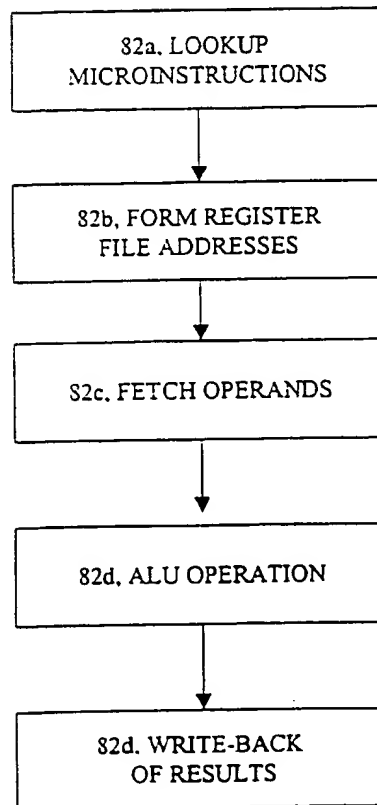 82a. LOOKUP
MICROINSTRUCTIONS
82b, FORM REGISTER
FILE ADDRESSES
82c. FETCH OPERANDS
82d, ALU OPERATION
82d. WRITE-BACK
OF RESULTS